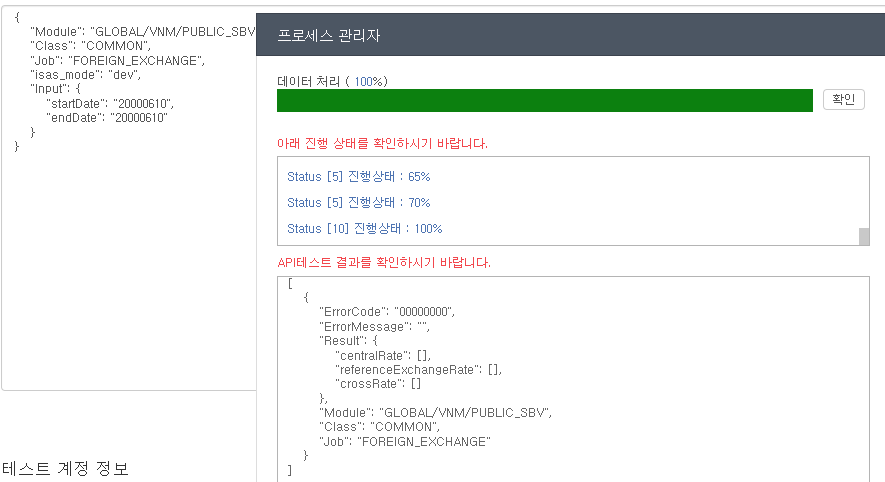 {
"Module": "GLOBAL/VNM/PUBLIC_SBV
"Class": "COMMON",
"Job": "FOREIGN_EXCHANGE",
"isas_mode": "dev",
"Input": {
"startDate": "20000610",
"endDate": "20000610"
}
}
테스트 계정 정보
프로세스 관리자
데이터 처리 ( 100%)
확인
아래 진행 상태를 확인하시기 바랍니다.
Status [5] 진행상태 : 65%
Status [5] 진행상태 : 70%
Status [10] 진행상태 : 100%
API테스트 결과를 확인하시기 바랍니다.
[
{
"ErrorCode": "00000000",
"ErrorMessage": "",
"Result": {
"centralRate": [],
"referenceExchangeRate": [],
"crossRate": []
},
"Module": "GLOBAL/VNM/PUBLIC_SBV",
"Class": "COMMON",
"Job": "FOREIGN_EXCHANGE"
}
]